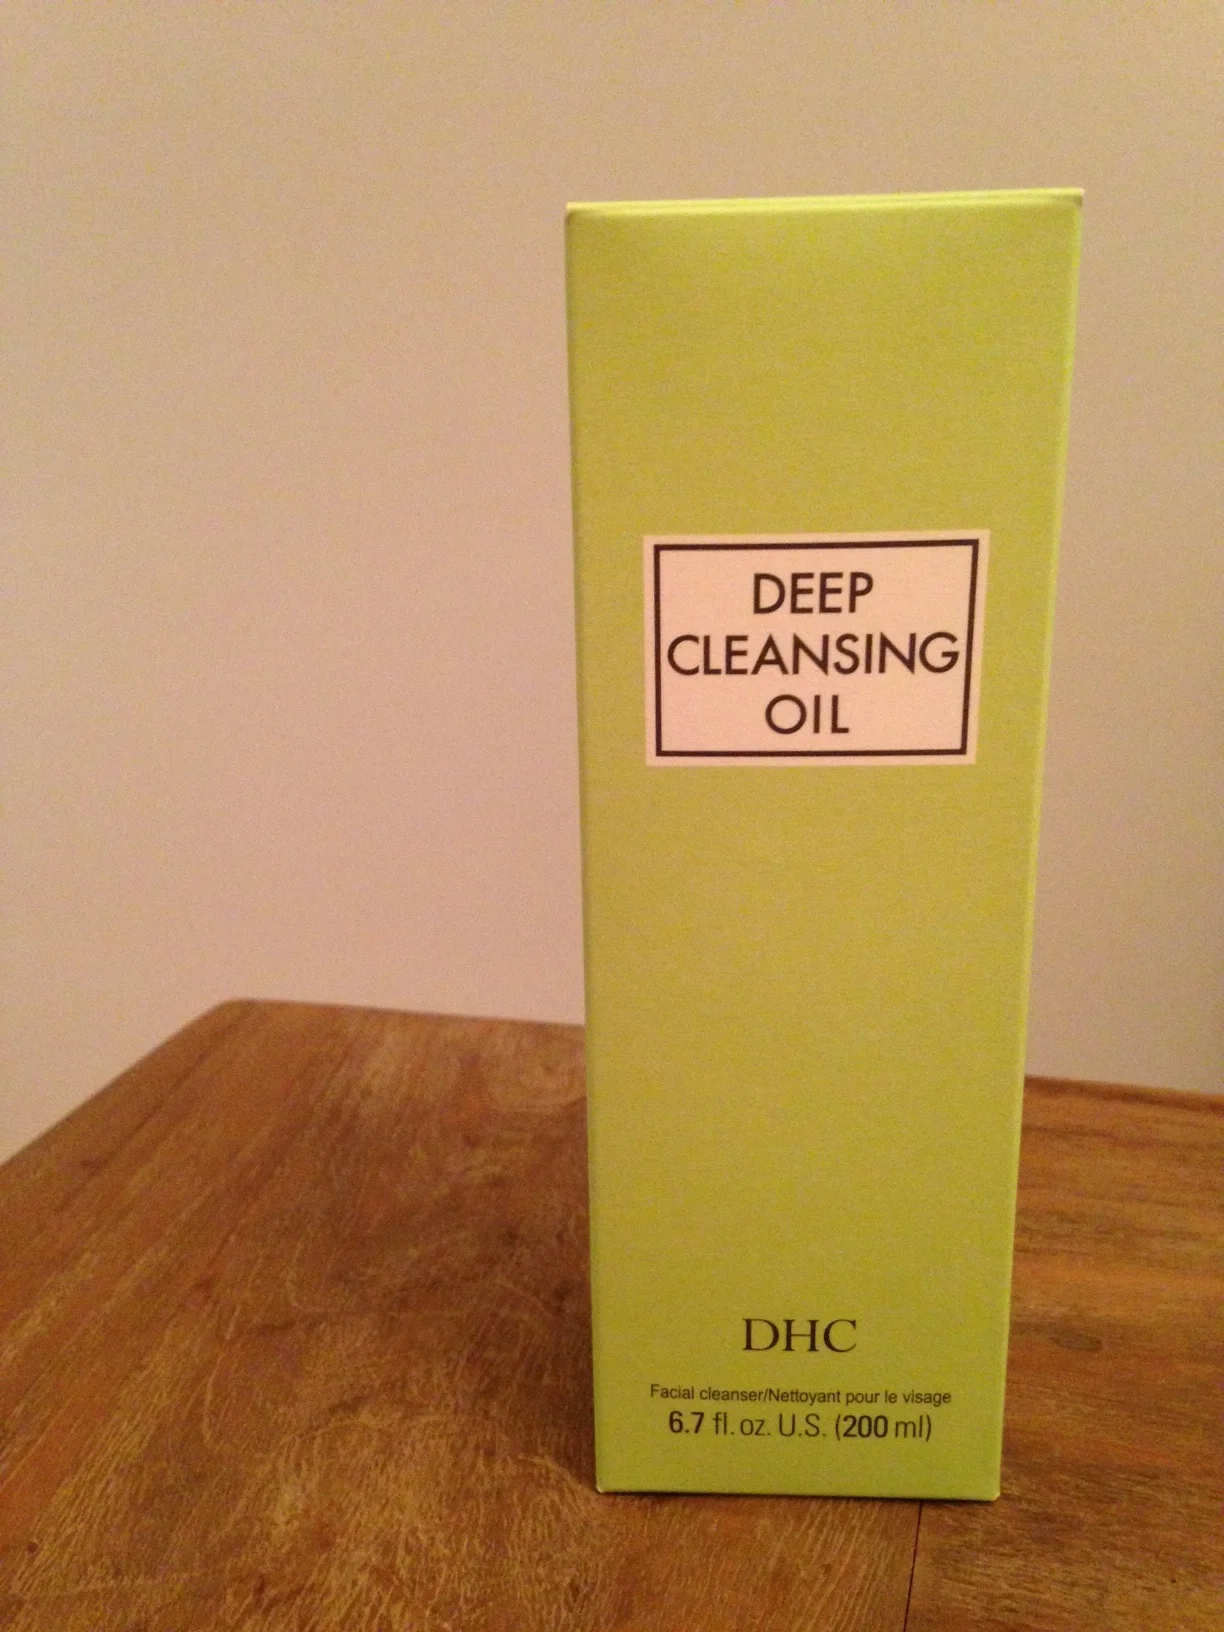 DEEP
CLEANSING
OIL
DHC
Facial cleanser/Nettoyant pour le visage
6.7 fl. oz. U.S. (200 ml)